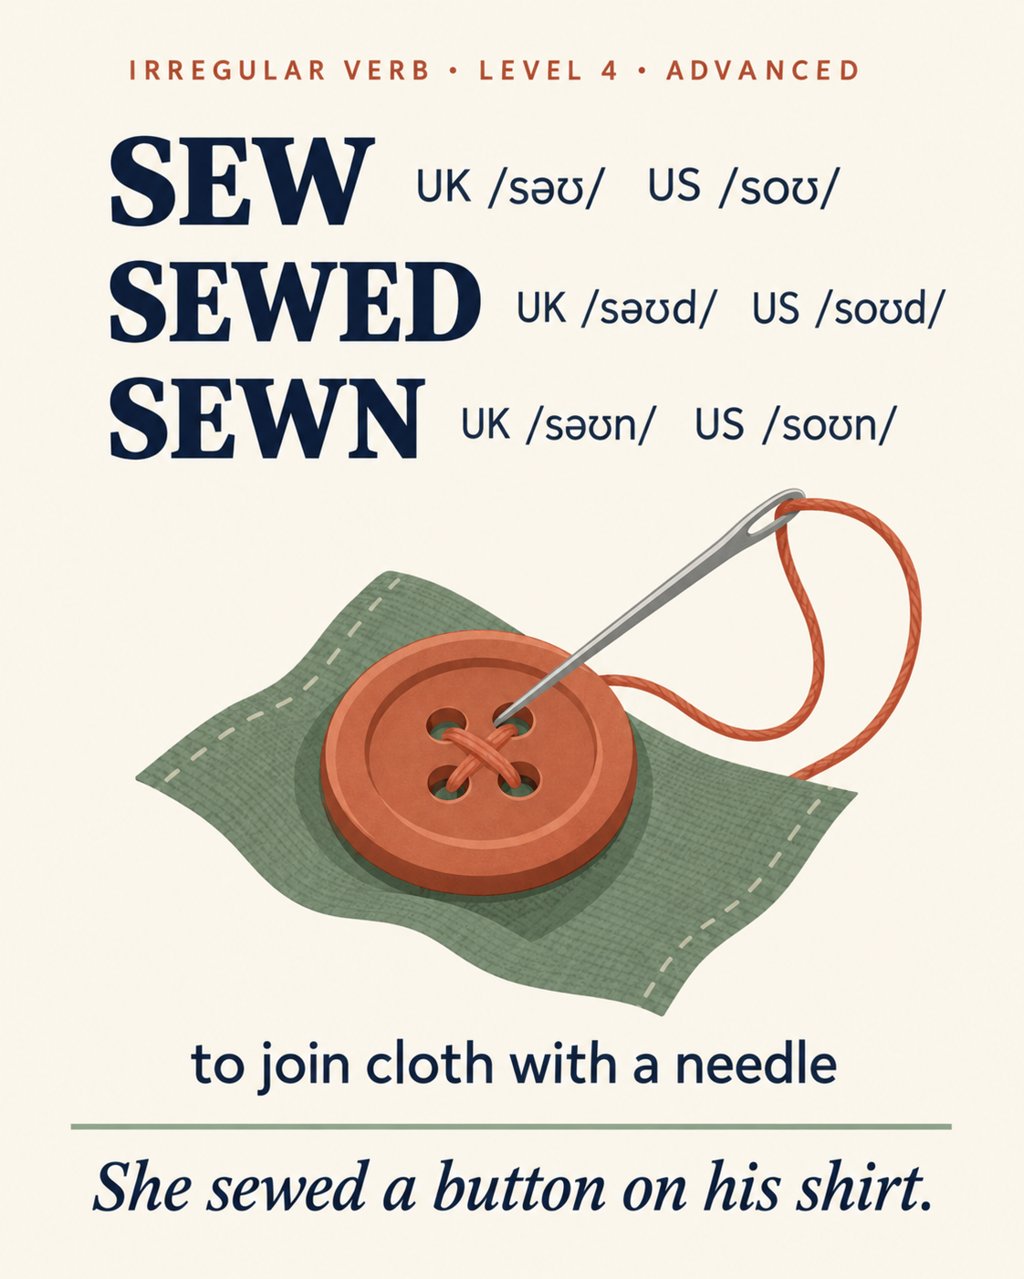 IRREGULAR VERB • LEVEL 4 • ADVANCED
SEW UK /səʊ/ US /soʊ/
SEWED UK /səʊd/ US /soʊd/
SEWN UK /səʊn/ US /soʊn/
to join cloth with a needle
She sewed a button on his shirt.